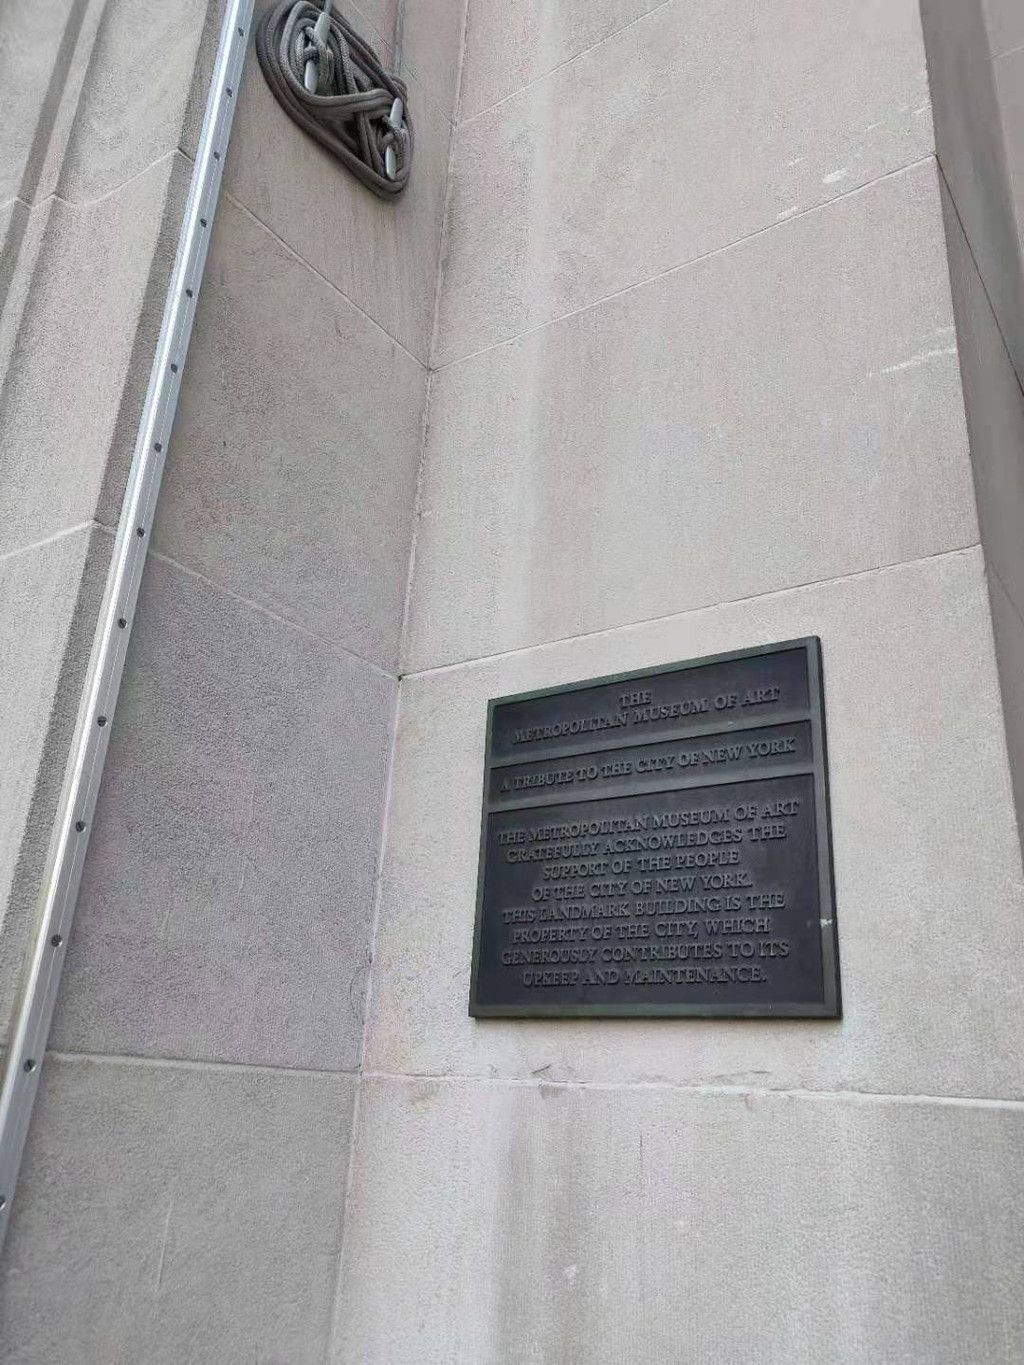 THE
METROPOLITAN MUSEUM OF ART
A TRIBUTE TO THE CITY OF NEW YORK
THE METROPOLITAN MUSEUM OF ART
GRATEFULLY ACKNOWLEDGES THE
SUPPORT OF THE PEOPLE
OF THE CITY OF NEW YORK.
THIS LANDMARK BUILDING IS THE
PROPERTY OF THE CITY, WHICH
GENEROUSLY CONTRIBUTES TO ITS
UPKEEP AND MAINTENANCE.